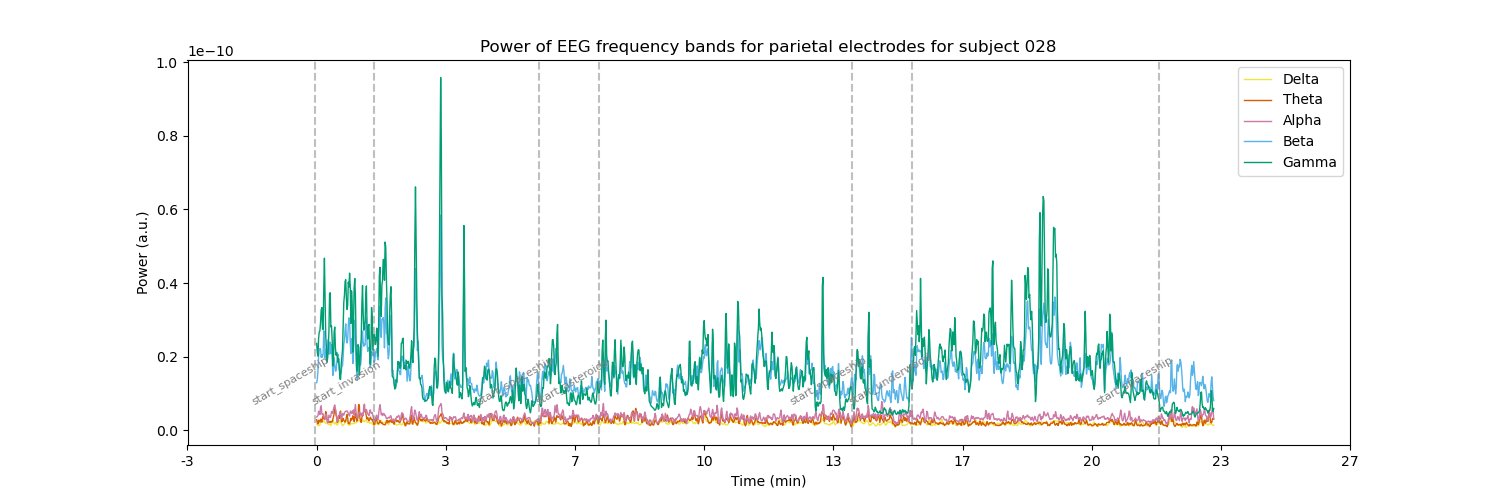 Power of EEG frequency bands for parietal electrodes for subject 028
1e−10
1.0
0.8
0.6
0.4
0.2
0.0
Power (a.u.)
Delta
Theta
Alpha
Beta
Gamma
start_spaceship
start_invasion
start_spaceship
start_asteroid
start_spaceship
start_underwater
start_spaceship
-3
0
3
7
10
13
17
20
23
27
Time (min)